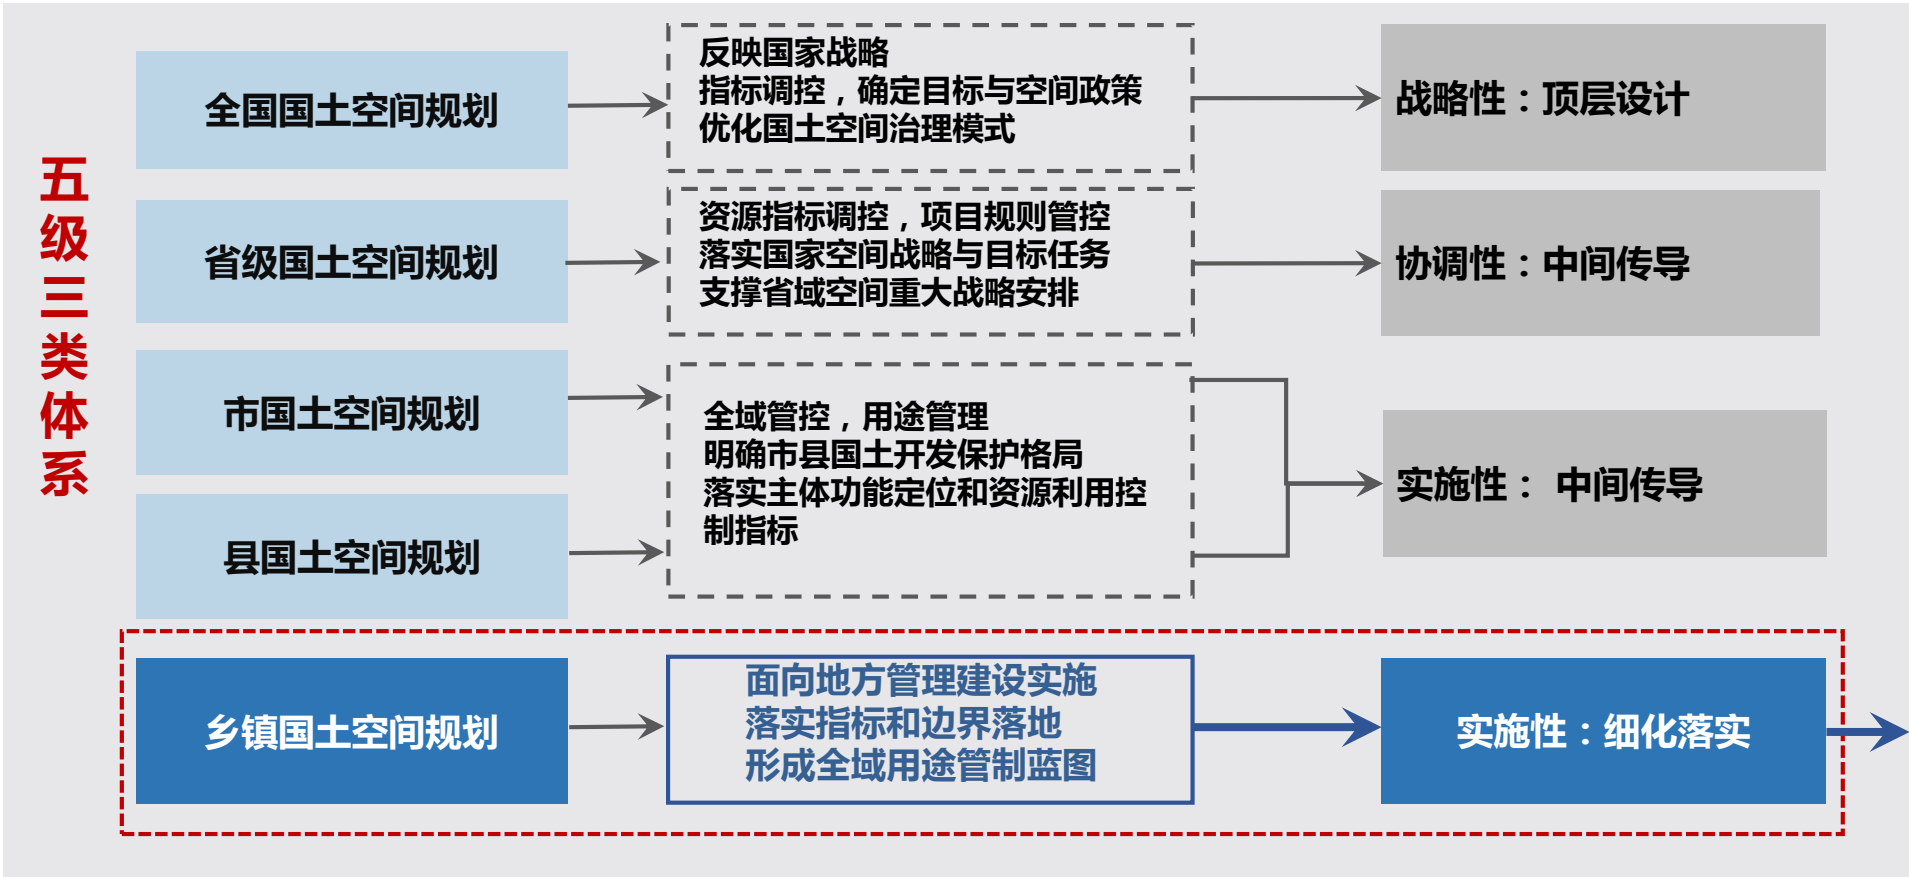 五级三类体系
全国国土空间规划
反映国家战略
指标调控，确定目标与空间政策
优化国土空间治理模式
战略性：顶层设计
省级国土空间规划
资源指标调控，项目规则管控
落实国家空间战略与目标任务
支撑省域空间重大战略安排
协调性：中间传导
市国土空间规划
县国土空间规划
全域管控，用途管理
明确市县国土开发保护格局
落实主体功能定位和资源利用控
制指标
实施性： 中间传导
乡镇国土空间规划
面向地方管理建设实施
落实指标和边界落地
形成全域用途管制蓝图
实施性：细化落实